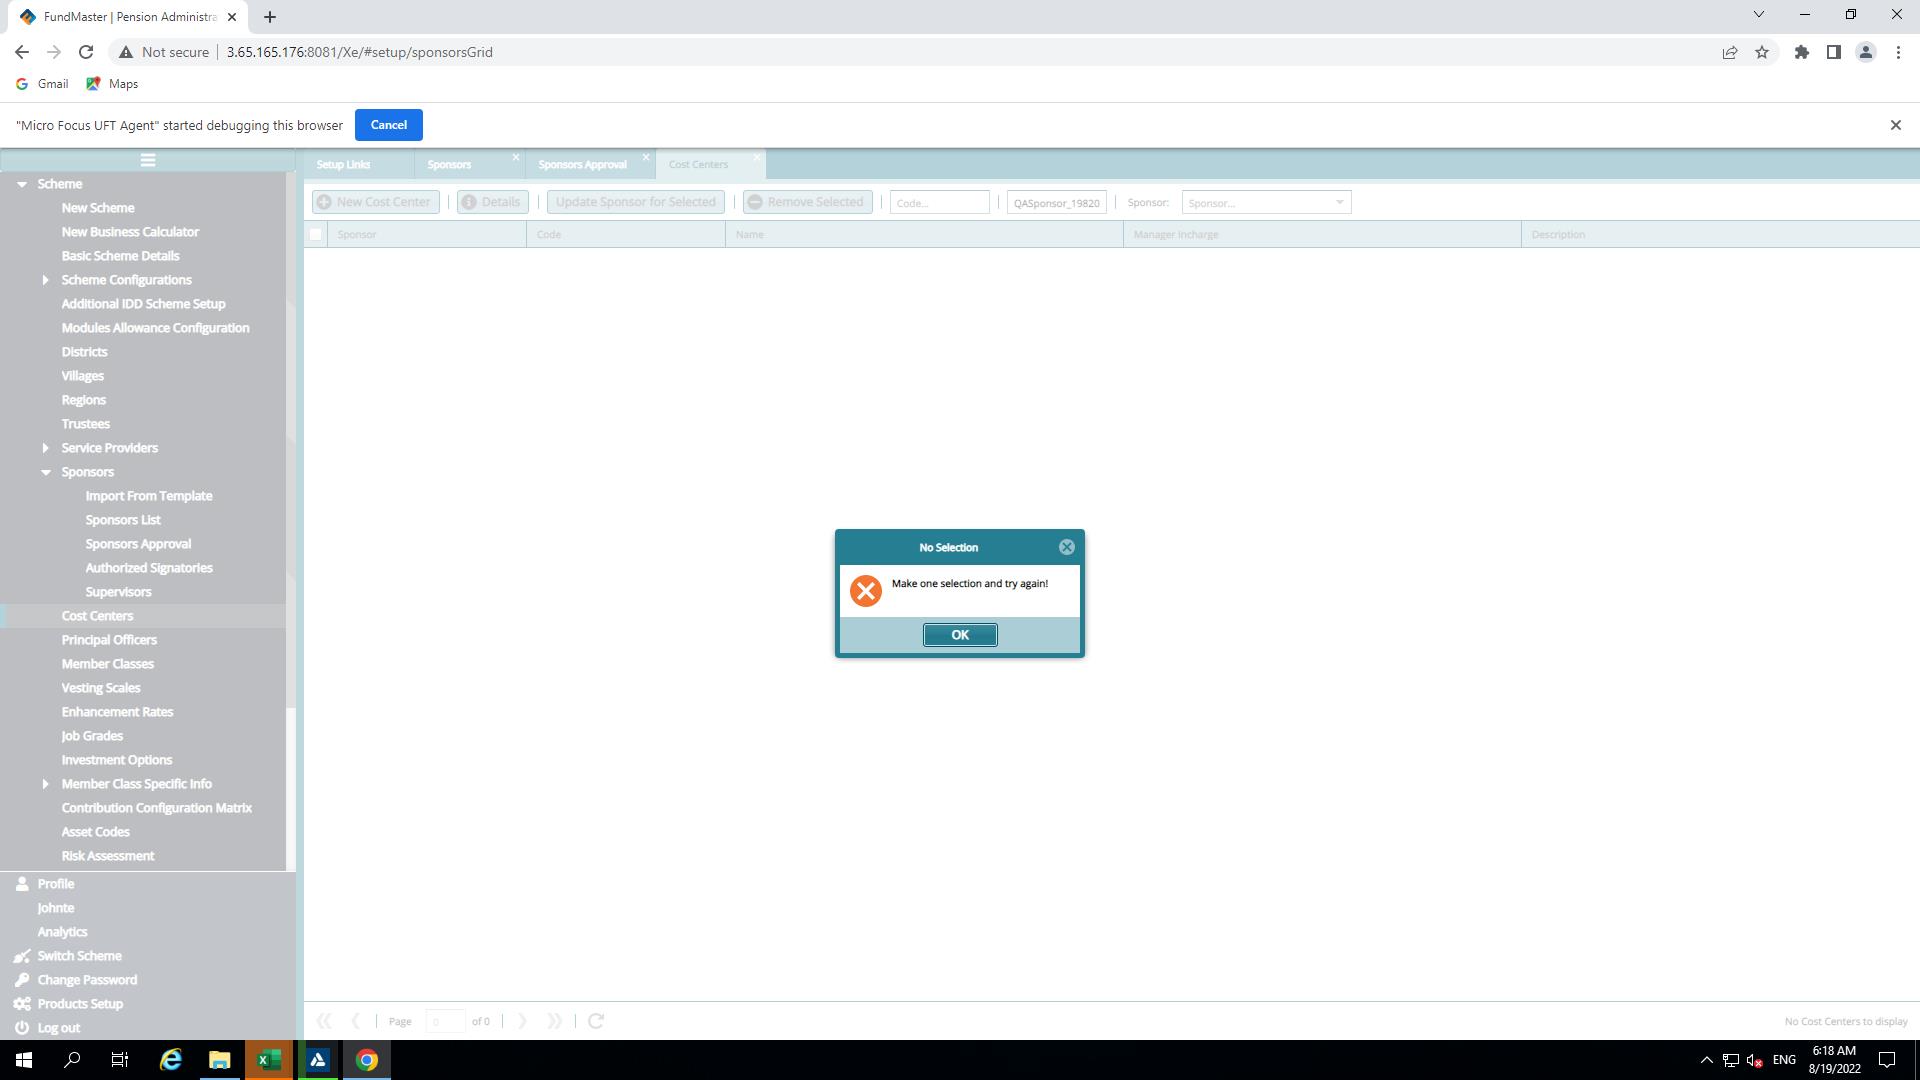 FundMaster | Pension Administra
Not secure
3.65.165.176:8081/Xe/#setup/sponsorsGrid
Gmail
Maps
"Micro Focus UFT Agent" started debugging this browser
Cancel
Setup Links
Sponsors
Sponsors Approval
Cost Centers
New Cost Center
Details
Update Sponsor for Selected
Remove Selected
Code...
QASponsor_19820
Sponsor:
Sponsor...
Sponsor
Code
Name
Manager Incharge
Description
Scheme
New Scheme
New Business Calculator
Basic Scheme Details
Scheme Configurations
Additional IDD Scheme Setup
Modules Allowance Configuration
Districts
Villages
Regions
Trustees
Service Providers
Sponsors
Import From Template
Sponsors List
Sponsors Approval
Authorized Signatories
Supervisors
Cost Centers
Principal Officers
Member Classes
Vesting Scales
Enhancement Rates
Job Grades
Investment Options
Member Class Specific Info
Contribution Configuration Matrix
Asset Codes
Risk Assessment
Profile
Johnte
Analytics
Switch Scheme
Change Password
Products Setup
Log out
No Selection
Make one selection and try again!
OK
Page
0
of 0
No Cost Centers to display
ENG
6:18 AM
8/19/2022